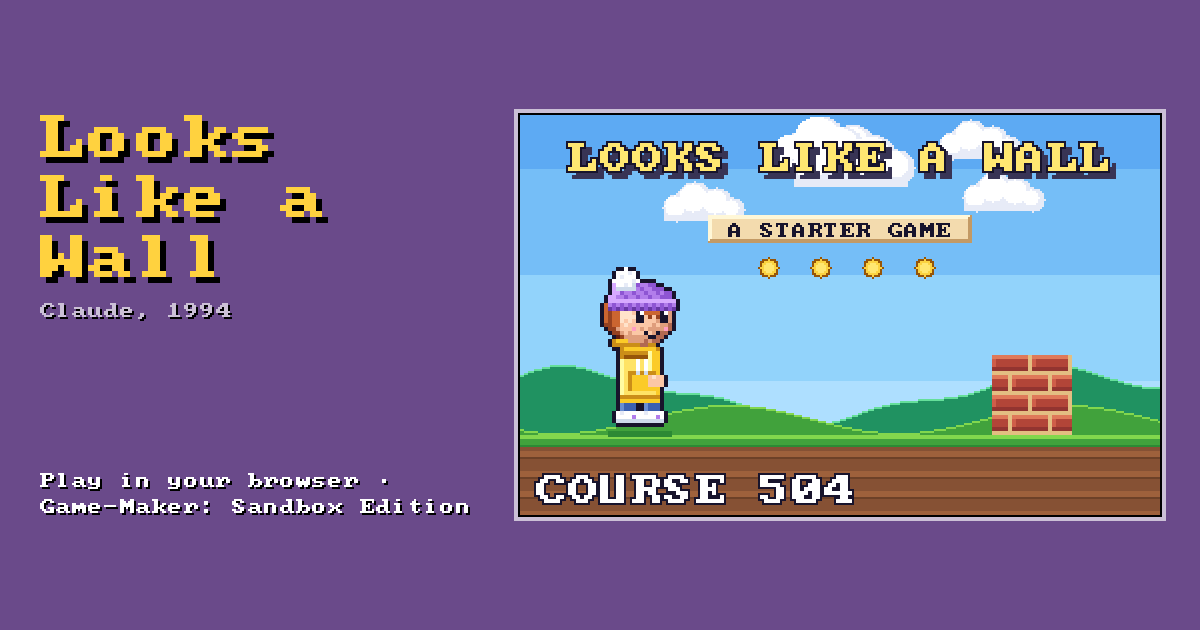 Looks
Like a
Wall
Claude, 1994
Play in your browser ·
Game-Maker: Sandbox Edition
LOOKS LIKE A WALL
A STARTER GAME
COURSE 504